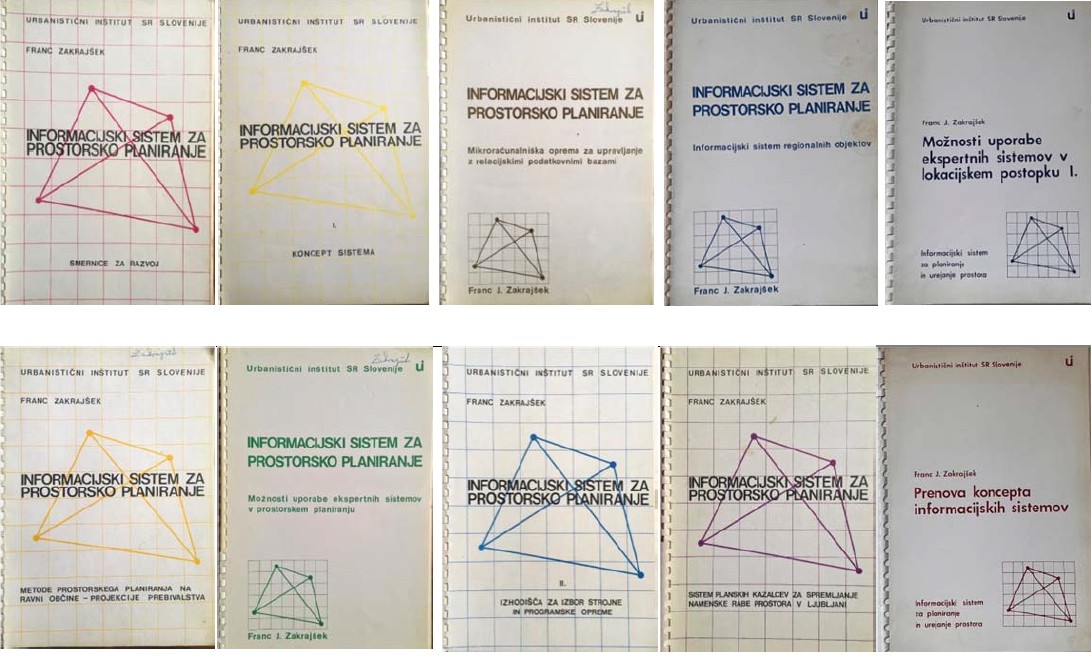 URBANISTIČNI INŠTITUT SR SLOVENIJE
FRANC ZAKRAJŠEK
INFORMACIJSKI SISTEM ZA
PROSTORSKO PLANIRANJE
SMERNICE ZA RAZVOJ
URBANISTIČNI INŠTITUT SR SLOVENIJE
FRANC ZAKRAJŠEK
INFORMACIJSKI SISTEM ZA
PROSTORSKO PLANIRANJE
I.
KONCEPT SISTEMA
Urbanistični inštitut SR Slovenije ui
INFORMACIJSKI SISTEM ZA
PROSTORSKO PLANIRANJE
Mikroračunalniška oprema za upravljanje
z relacijskimi podatkovnimi bazami
Franc J. Zakrajšek
Urbanistični inštitut SR Slovenije ui
INFORMACIJSKI SISTEM ZA
PROSTORSKO PLANIRANJE
Informacijski sistem regionalnih objektov
Franc J. Zakrajšek
Urbanistični inštitut SR Slovenije ui
Franc J. Zakrajšek
Možnosti uporabe
ekspertnih sistemov v
lokacijskem postopku I.
Informacijski sistem
za planiranje
in urejanje prostora
URBANISTIČNI INŠTITUT SR SLOVENIJE
FRANC ZAKRAJŠEK
INFORMACIJSKI SISTEM ZA
PROSTORSKO PLANIRANJE
METODE PROSTORSKEGA PLANIRANJA NA
RAVNI OBČINE - PROJEKCIJE PREBIVALSTVA
Urbanistični inštitut SR Slovenije ui
INFORMACIJSKI SISTEM ZA
PROSTORSKO PLANIRANJE
Možnosti uporabe ekspertnih sistemov
v prostorskem planiranju
Franc J. Zakrajšek
URBANISTIČNI INŠTITUT SR SLOVENIJE
FRANC ZAKRAJŠEK
INFORMACIJSKI SISTEM ZA
PROSTORSKO PLANIRANJE
II.
IZHODIŠČA ZA IZBOR STROJNE
IN PROGRAMSKE OPREME
URBANISTIČNI INŠTITUT SR SLOVENIJE
FRANC ZAKRAJŠEK
INFORMACIJSKI SISTEM ZA
PROSTORSKO PLANIRANJE
SISTEM PLANSKIH KAZALCEV ZA SPREMLJANJE
NAMENSKE RABE PROSTORA V LJUBLJANI
Urbanistični inštitut SR Slovenije ui
Franc J. Zakrajšek
Prenova koncepta
informacijskih sistemov
Informacijski sistem
za planiranje
in urejanje prostora